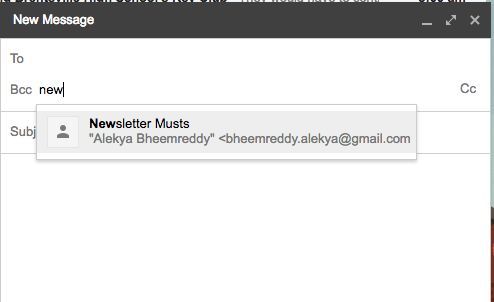 New Message
To
Bcc new
Cc
Subj
Newsletter Musts
"Alekya Bheemreddy" <bheemreddy.alekya@gmail.com